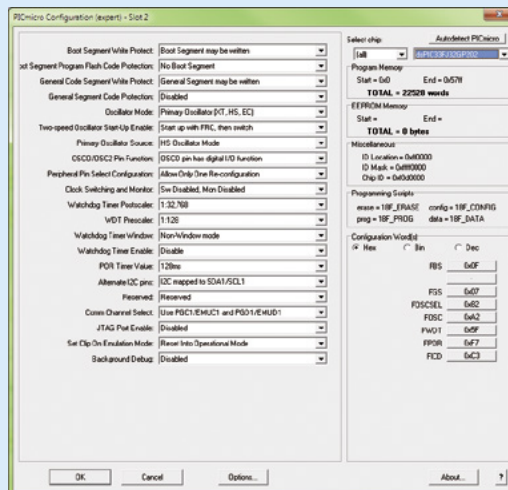 PICmicro Configuration (expert) - Slot 2
Boot Segment Write Protect: Boot Segment may be written
oot Segment Program Flash Code Protection: No Boot Segment
General Code Segment Write Protect: General Segment may be written
General Segment Code Protection: Disabled
Oscillator Mode: Primary Oscillator (XT, HS, EC)
Two-speed Oscillator Start-Up Enable: Start up with FRC, then switch
Primary Oscillator Source: HS Oscillator Mode
OSCO/OSC2 Pin Function: OSCO pin has digital I/O function
Peripheral Pin Select Configuration: Allow Only One Re-configuration
Clock Switching and Monitor: Sw Disabled, Mon Disabled
Watchdog Timer Postscaler: 1:32,768
WDT Prescaler: 1:128
Watchdog Timer Window: Non-Window mode
Watchdog Timer Enable: Disable
POR Timer Value: 128ms
Alternate I2C pins: I2C mapped to SDA1/SCL1
Reserved: Reserved
Comm Channel Select: Use PGC1/EMUC1 and PGD1/EMUD1
JTAG Port Enable: Disabled
Set Clip On Emulation Mode: Reset Into Operational Mode
Background Debug: Disabled
OK Cancel Options...
Select chip: Autodetect PICmicro
(all) dsPIC33FJ32GP202
Program Memory
Start = 0x0 End = 0x57ff
TOTAL = 22528 words
EEPROM Memory
Start = End =
TOTAL = 0 bytes
Miscellaneous
ID Location = 0xf80000
ID Mask = 0xffff0000
Chip ID = 0xf0d0000
Programming Scripts
erase = 18F_ERASE config = 18F_CONFIG
prog = 18F_PROG data = 18F_DATA
Configuration Word(s)
Hex Bin Dec
FBS 0x0F
FGS 0x07
FOSCSEL 0x82
FOSC 0xA2
FWDT 0x5F
FPOR 0xF7
FICD 0xC3
About... ?